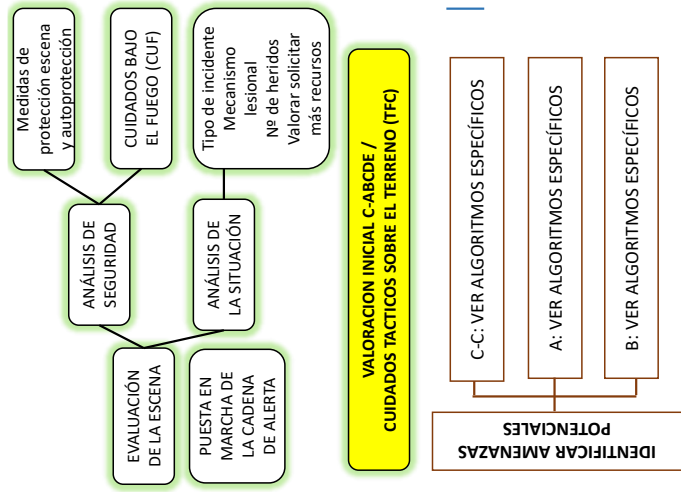 EVALUACIÓN
DE LA ESCENA
ANÁLISIS DE
SEGURIDAD
Medidas de
protección escena
y autoprotección
CUIDADOS BAJO
EL FUEGO (CUF)
PUESTA EN
MARCHA DE
LA CADENA
DE ALERTA
ANÁLISIS DE
LA SITUACIÓN
Tipo de incidente
Mecanismo
lesional
Nº de heridos
Valorar solicitar
más recursos
VALORACION INICIAL C-ABCDE /
CUIDADOS TACTICOS SOBRE EL TERRENO (TFC)
IDENTIFICAR AMENAZAS
POTENCIALES
C-C: VER ALGORITMOS ESPECÍFICOS
A: VER ALGORITMOS ESPECÍFICOS
B: VER ALGORITMOS ESPECÍFICOS